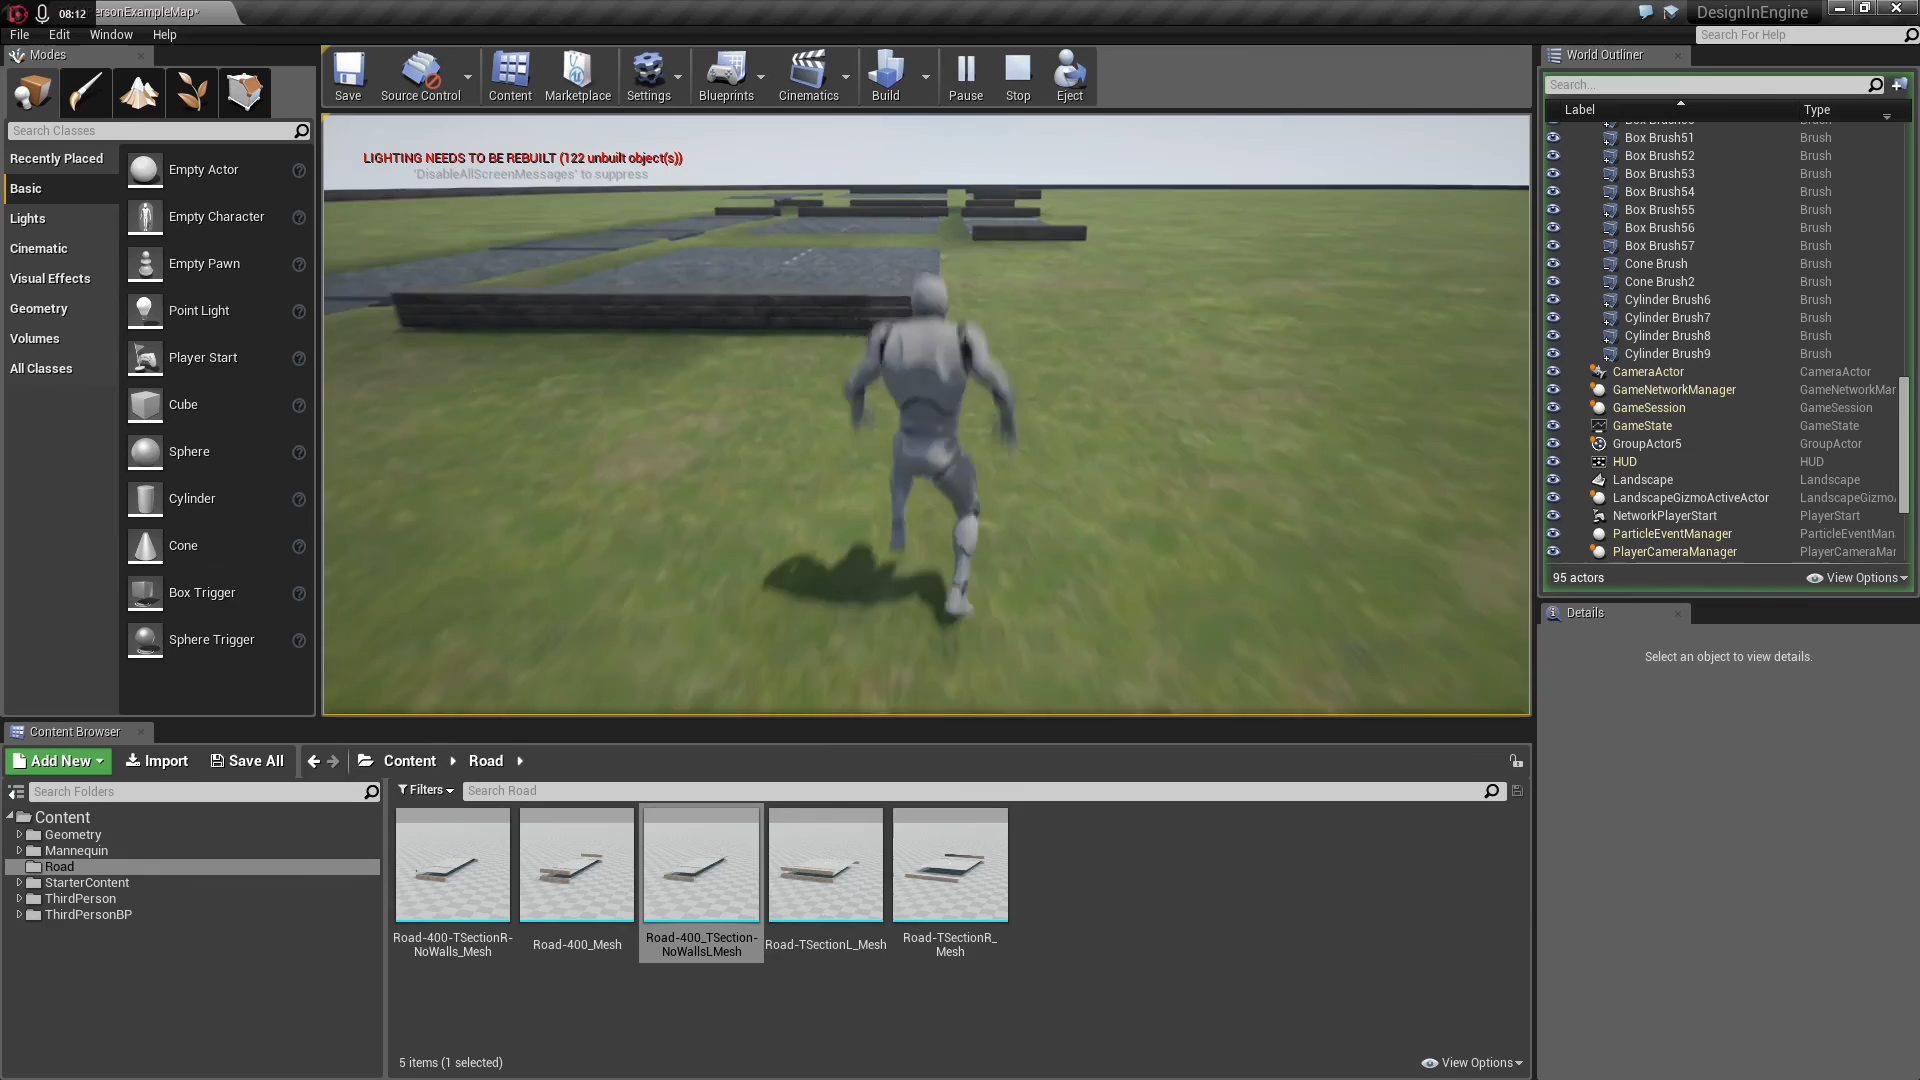 08:12
ersonExampleMap*
DesignInEngine
File
Edit
Window
Help
Search For Help
Modes
Search Classes
Recently Placed
Basic
Lights
Cinematic
Visual Effects
Geometry
Volumes
All Classes
Empty Actor
Empty Character
Empty Pawn
Point Light
Player Start
Cube
Sphere
Cylinder
Cone
Box Trigger
Sphere Trigger
Save
Source Control
Content
Marketplace
Settings
Blueprints
Cinematics
Build
Pause
Stop
Eject
LIGHTING NEEDS TO BE REBUILT (122 unbuilt object(s))
'DisableAllScreenMessages' to suppress
World Outliner
Search...
Label
Type
Box Brush51 Brush
Box Brush52 Brush
Box Brush53 Brush
Box Brush54 Brush
Box Brush55 Brush
Box Brush56 Brush
Box Brush57 Brush
Cone Brush Brush
Cone Brush2 Brush
Cylinder Brush6 Brush
Cylinder Brush7 Brush
Cylinder Brush8 Brush
Cylinder Brush9 Brush
CameraActor CameraActor
GameNetworkManager GameNetworkMar
GameSession GameSession
GameState GameState
GroupActor5 GroupActor
HUD HUD
Landscape Landscape
LandscapeGizmoActiveActor LandscapeGizmo
NetworkPlayerStart PlayerStart
ParticleEventManager ParticleEventMan
PlayerCameraManager PlayerCameraMar
95 actors
View Options
Details
Select an object to view details.
Content Browser
Add New
Import
Save All
Content
Road
Search Folders
Filters
Search Road
Content
Geometry
Mannequin
Road
StarterContent
ThirdPerson
ThirdPersonBP
Road-400-TSectionR-
NoWalls_Mesh
Road-400_Mesh
Road-400_TSection-
NoWallsLMesh
Road-TSectionL_Mesh
Road-TSectionR_
Mesh
5 items (1 selected)
View Options